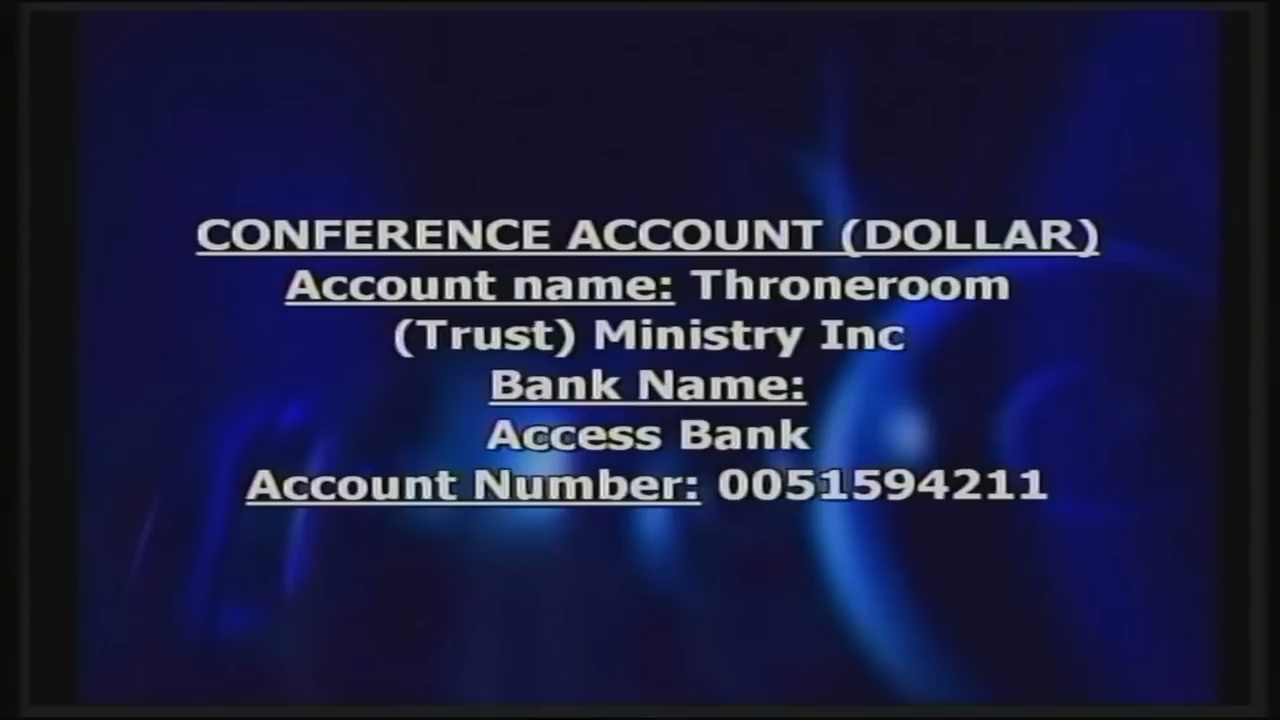 CONFERENCE ACCOUNT (DOLLAR)
Account name: Throneroom
(Trust) Ministry Inc
Bank Name:
Access Bank
Account Number: 0051594211